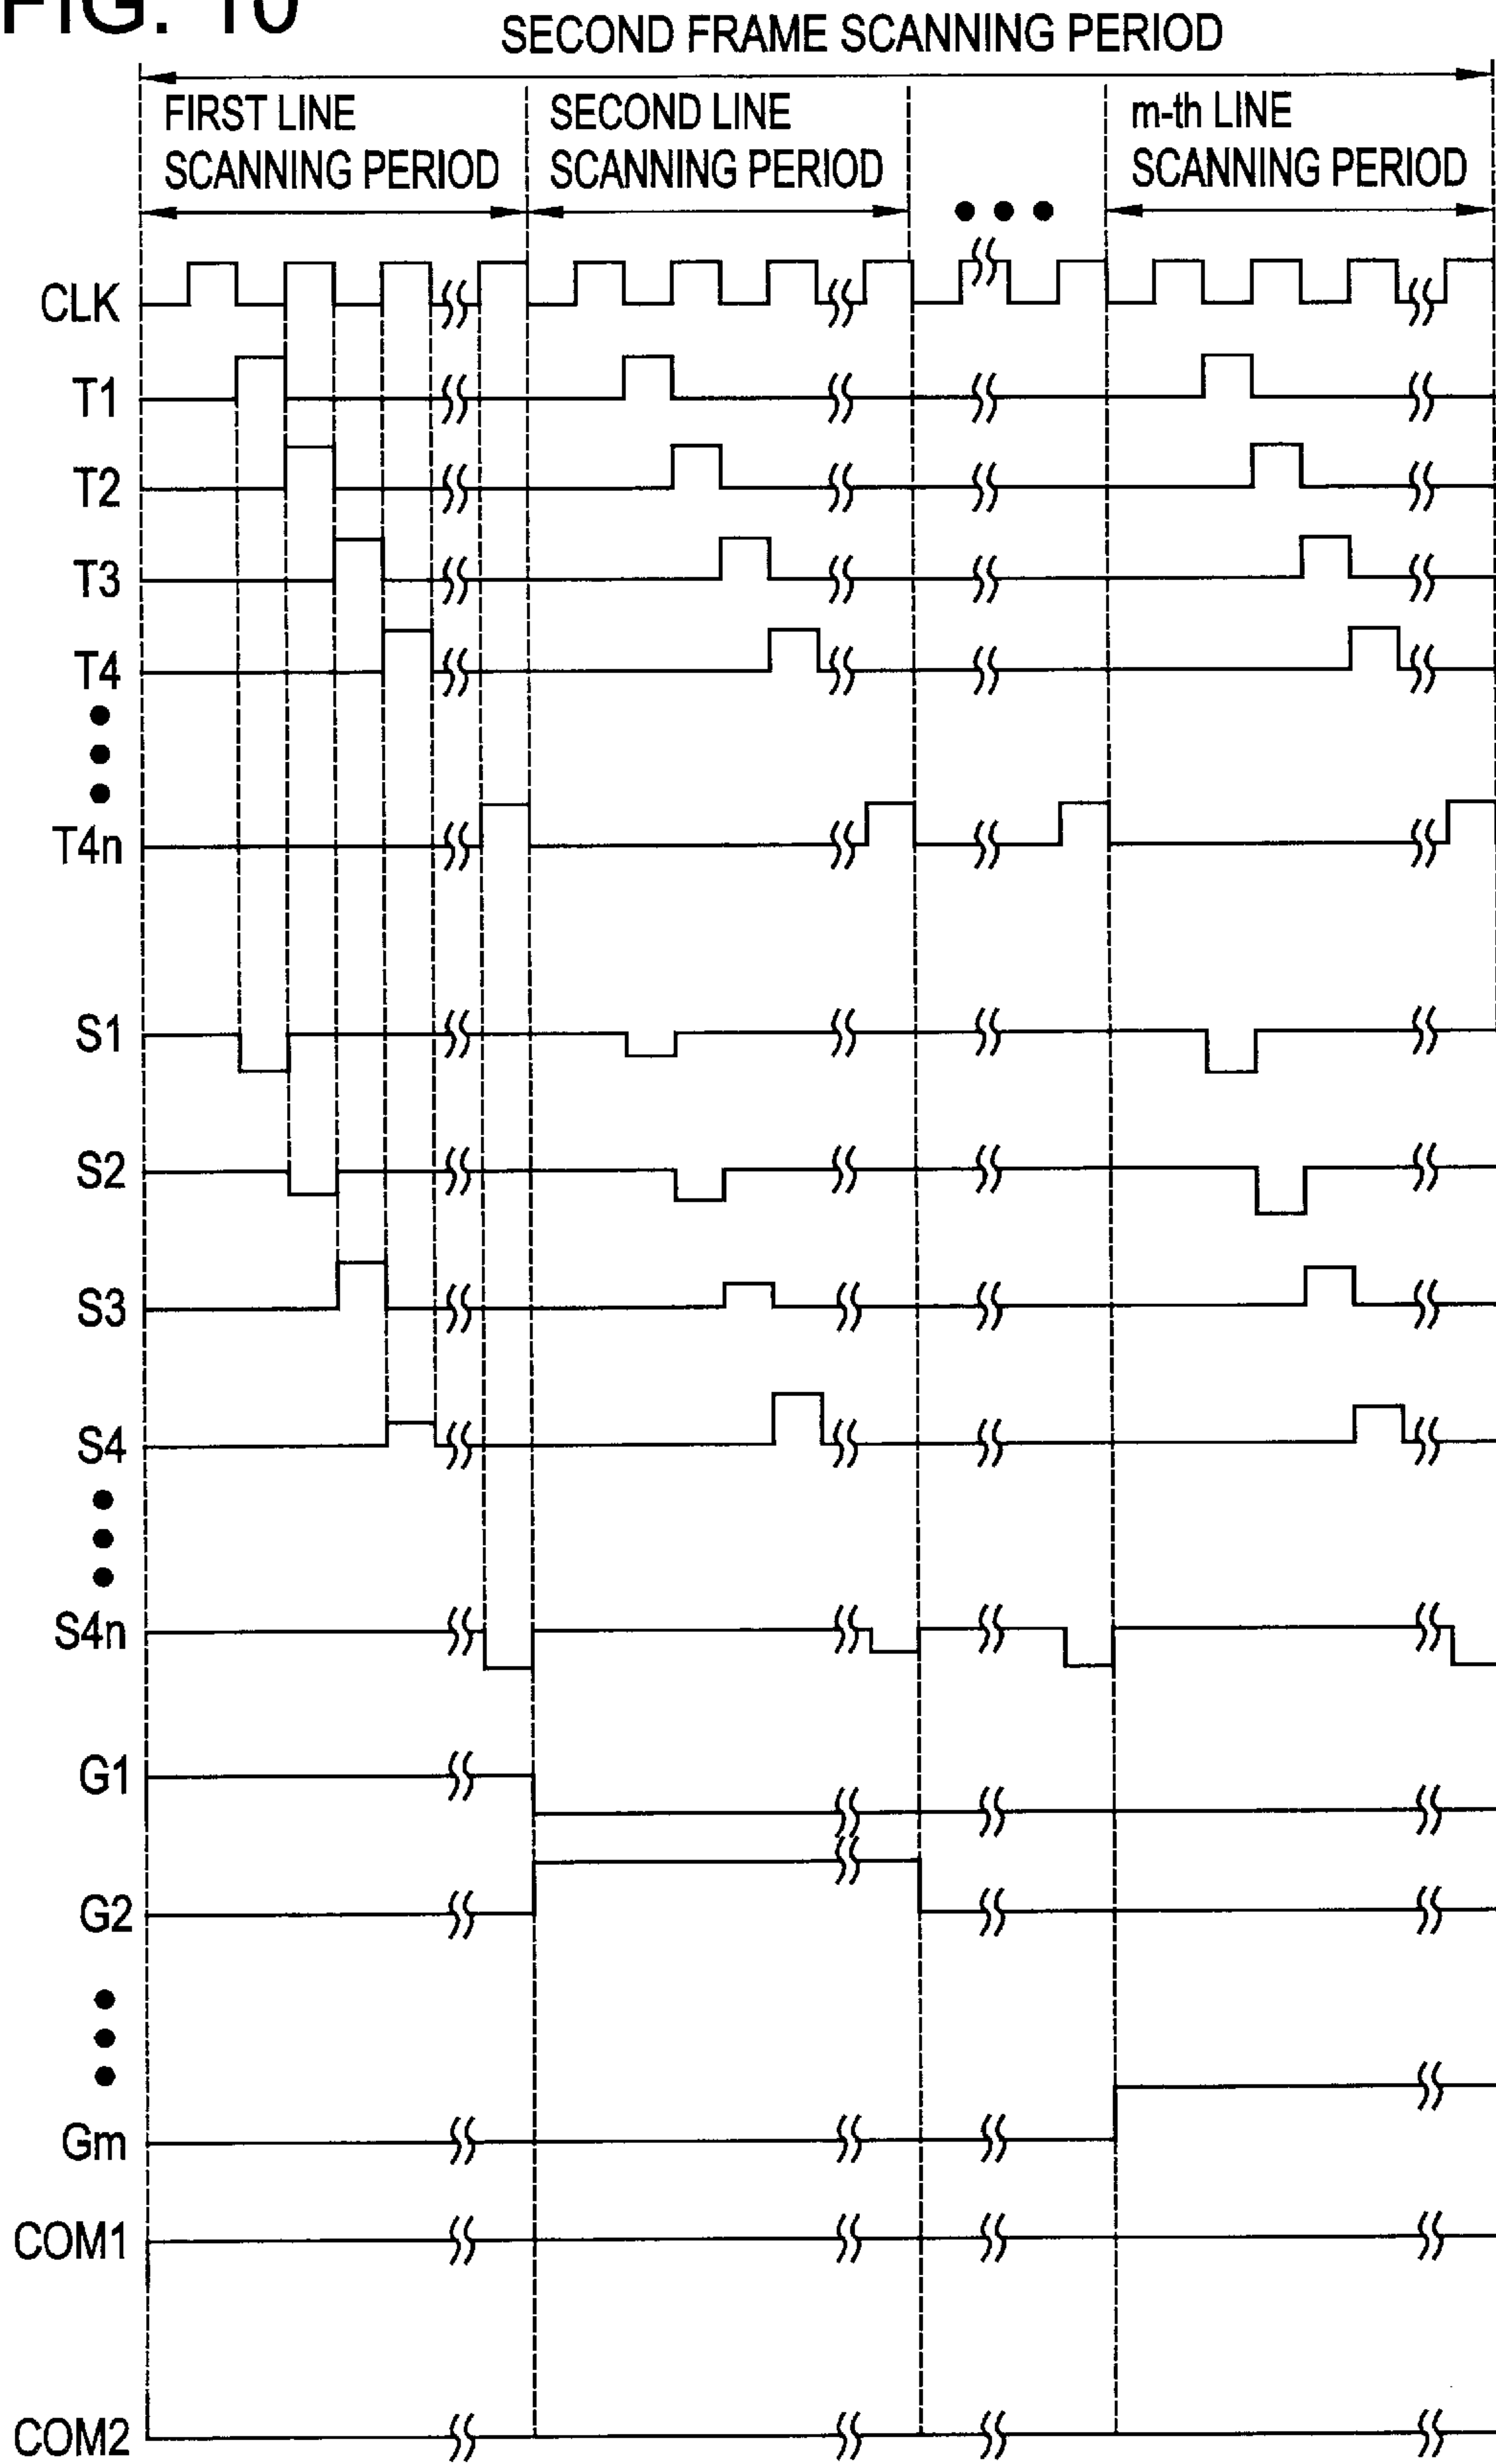 FIG. 10
SECOND FRAME SCANNING PERIOD
FIRST LINE
SCANNING PERIOD
SECOND LINE
SCANNING PERIOD
m-th LINE
SCANNING PERIOD
CLK
T1
T2
T3
T4
T4n
S1
S2
S3
S4
S4n
G1
G2
Gm
COM1
COM2